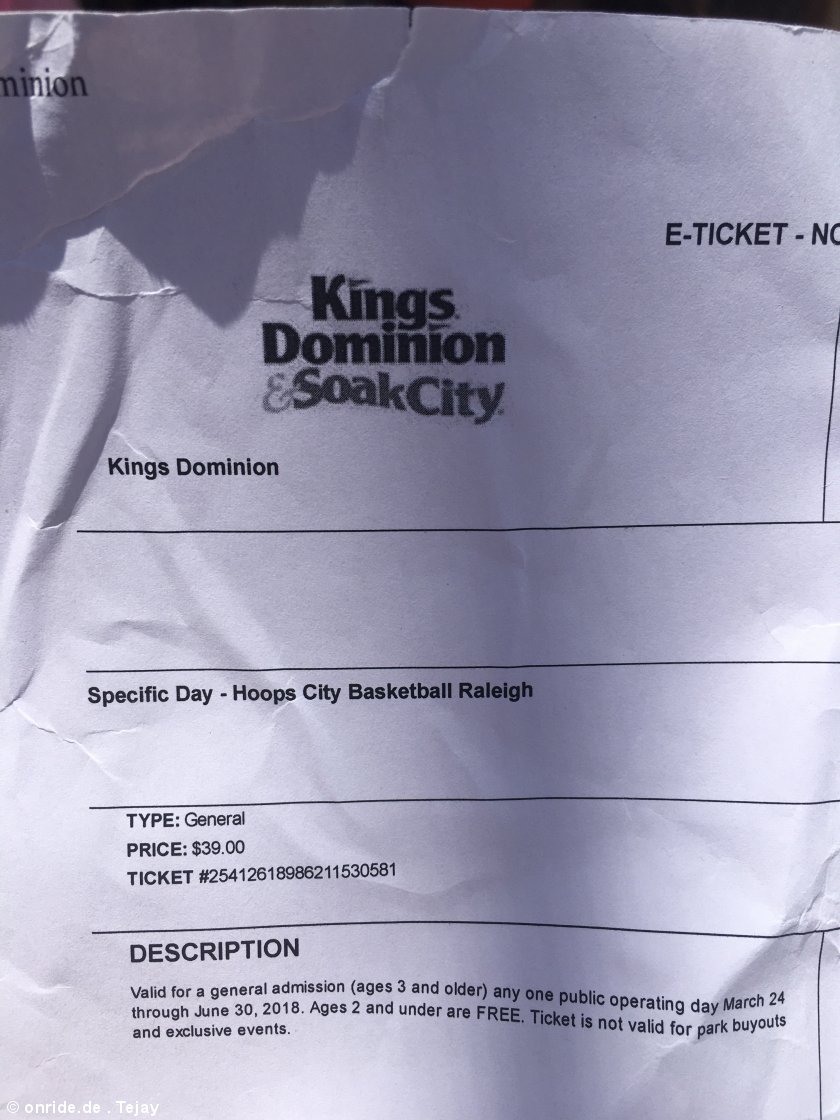 minion
E-TICKET - NO
Kings
Dominion
&SoakCity
Kings Dominion
Specific Day - Hoops City Basketball Raleigh
TYPE: General
PRICE: $39.00
TICKET #25412618986211530581
DESCRIPTION
Valid for a general admission (ages 3 and older) any one public operating day March 24
through June 30, 2018. Ages 2 and under are FREE. Ticket is not valid for park buyouts
and exclusive events.
© onride.de . Tejay